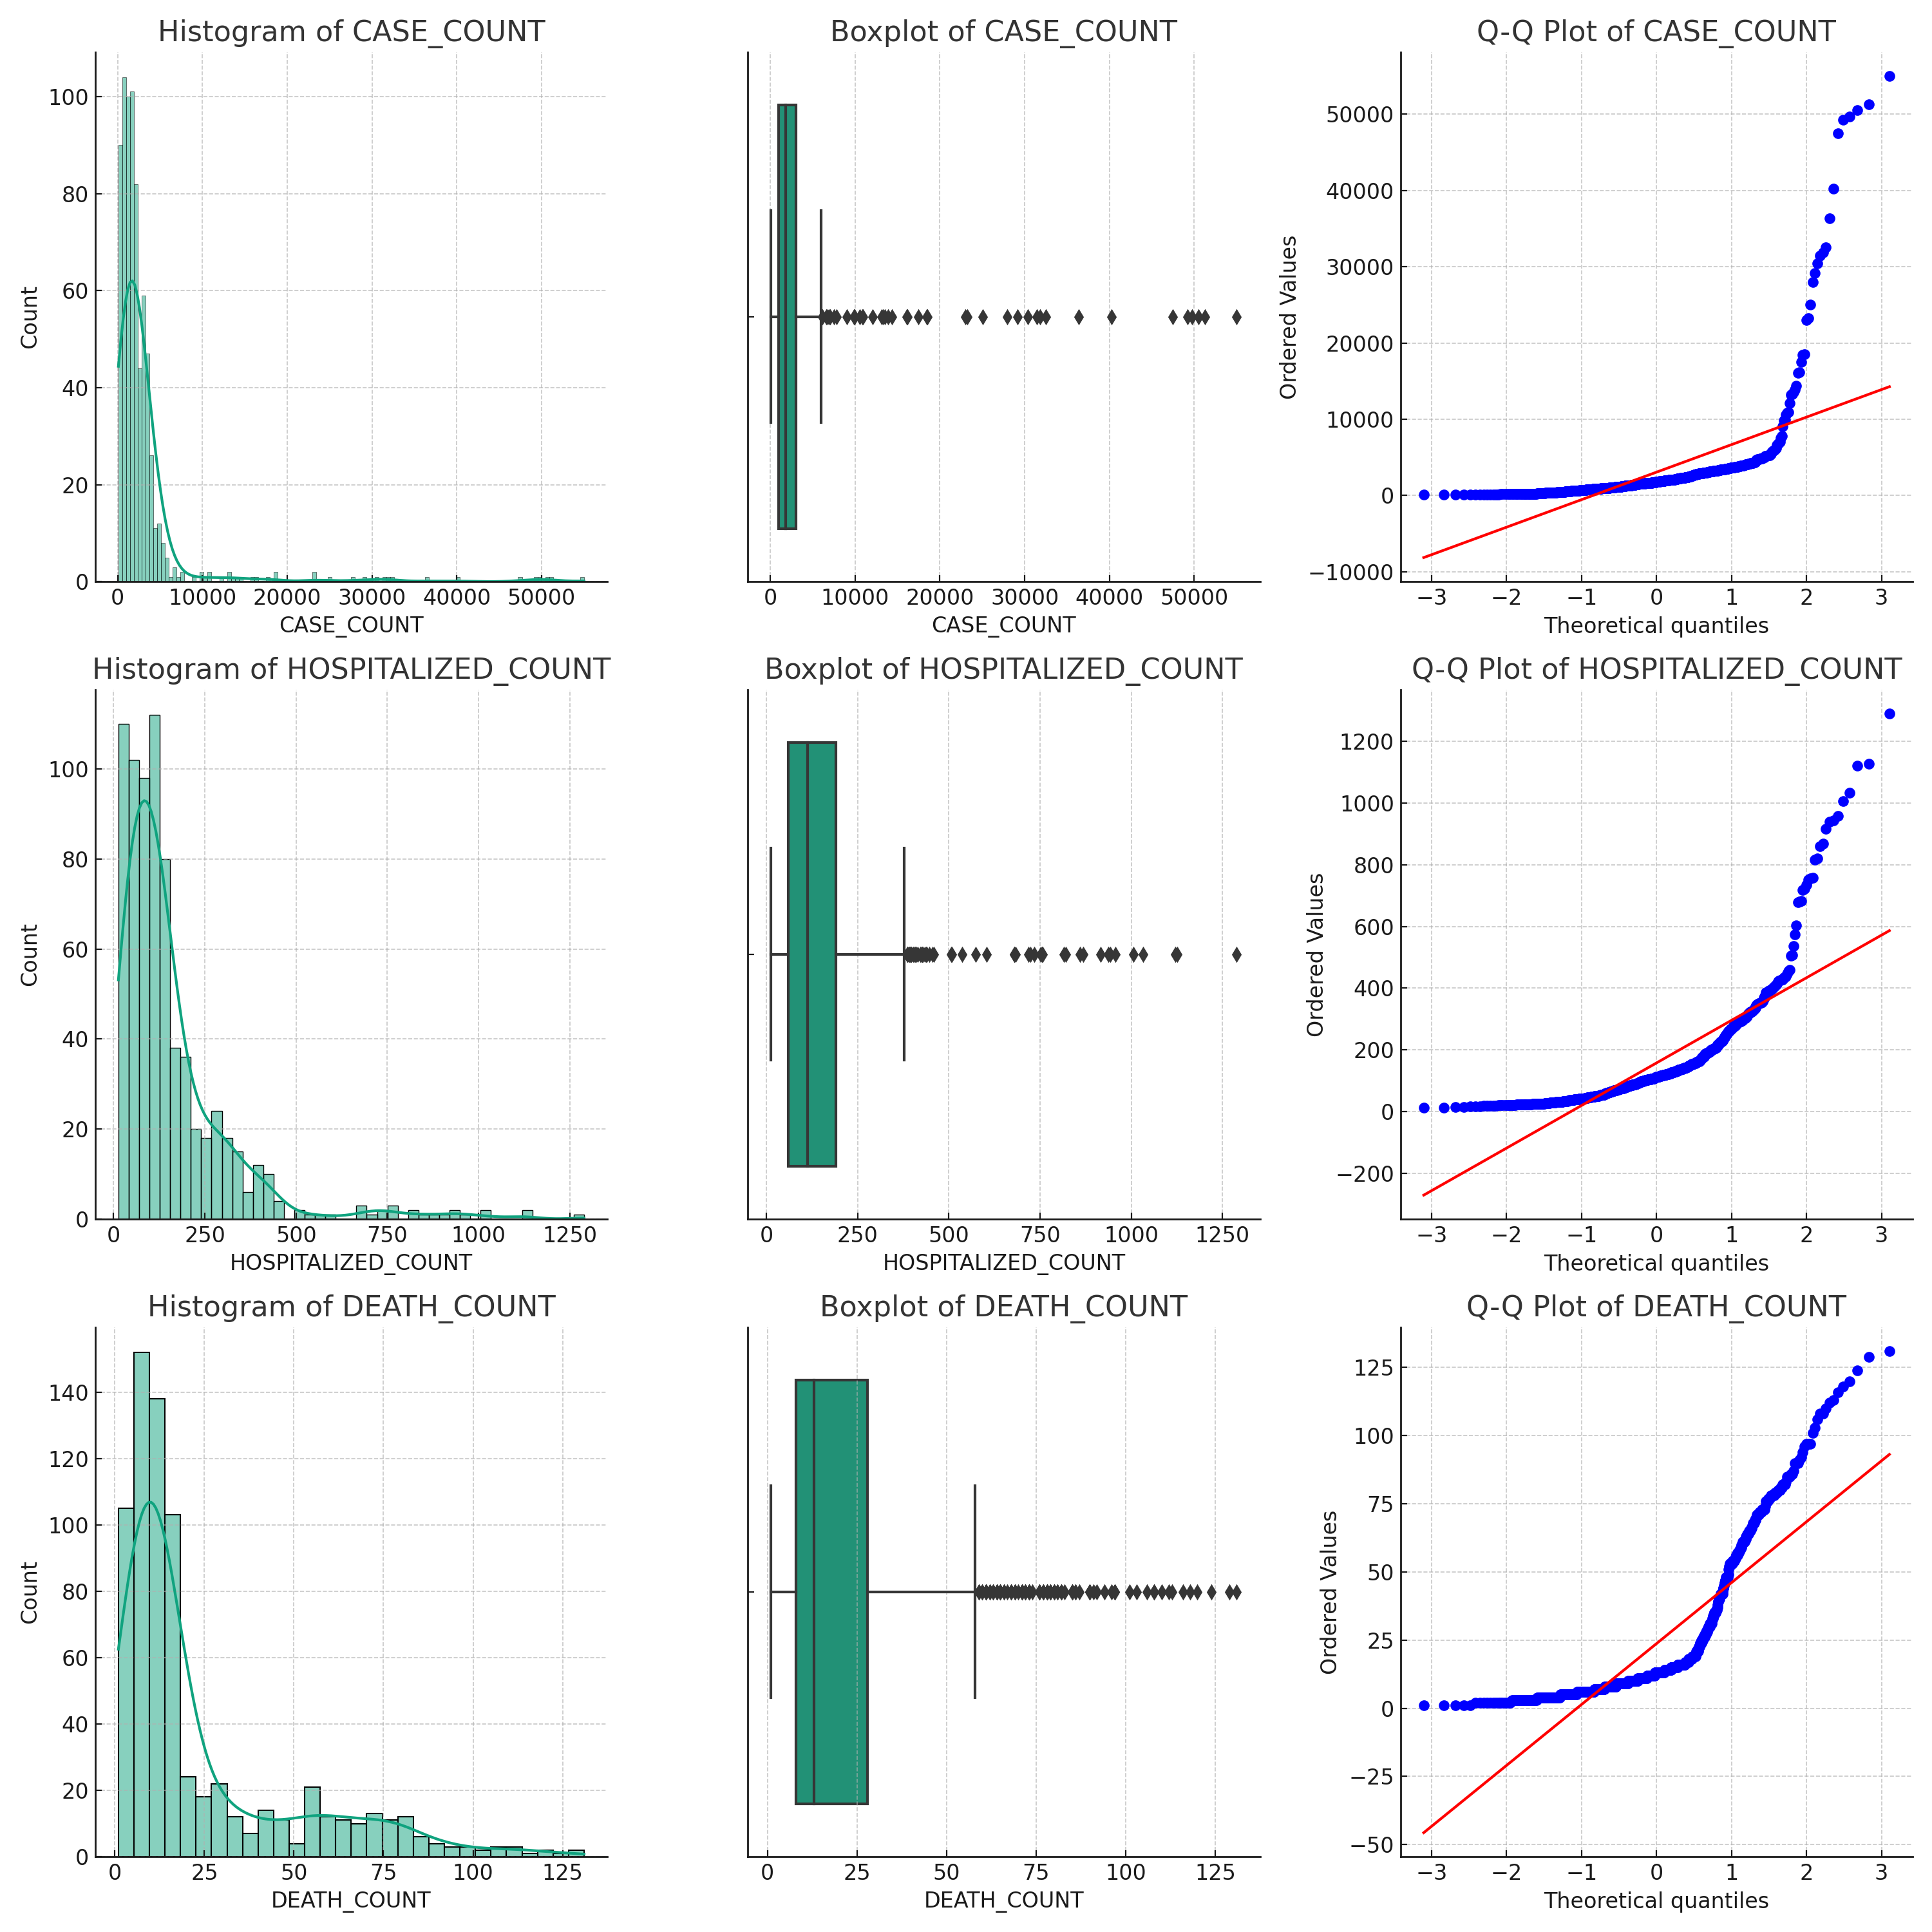 Histogram of CASE_COUNT
Count
0
20
40
60
80
100
0 10000 20000 30000 40000 50000
CASE_COUNT
Boxplot of CASE_COUNT
0 10000 20000 30000 40000 50000
CASE_COUNT
Q-Q Plot of CASE_COUNT
Ordered Values
50000
40000
30000
20000
10000
0
−10000
−3 −2 −1 0 1 2 3
Theoretical quantiles
Histogram of HOSPITALIZED_COUNT
Count
100
80
60
40
20
0
0 250 500 750 1000 1250
HOSPITALIZED_COUNT
Boxplot of HOSPITALIZED_COUNT
0 250 500 750 1000 1250
HOSPITALIZED_COUNT
Q-Q Plot of HOSPITALIZED_COUNT
Ordered Values
1200
1000
800
600
400
200
0
−200
−3 −2 −1 0 1 2 3
Theoretical quantiles
Histogram of DEATH_COUNT
Count
140
120
100
80
60
40
20
0
0 25 50 75 100 125
DEATH_COUNT
Boxplot of DEATH_COUNT
0 25 50 75 100 125
DEATH_COUNT
Q-Q Plot of DEATH_COUNT
Ordered Values
125
100
75
50
25
0
−25
−50
−3 −2 −1 0 1 2 3
Theoretical quantiles